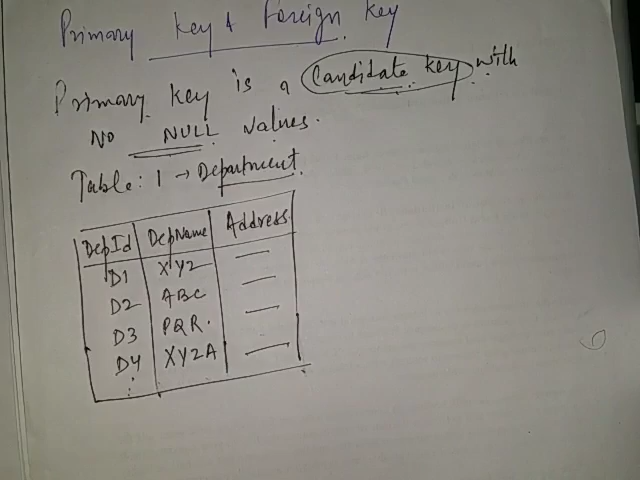 Primary key & Foreign key
Primary key is a Candidate key with
No NULL values.
Table: 1 → Department.
DepId DepName Address
D1 XYZ —
D2 ABC —
D3 PQR. —
D4 XYZA —